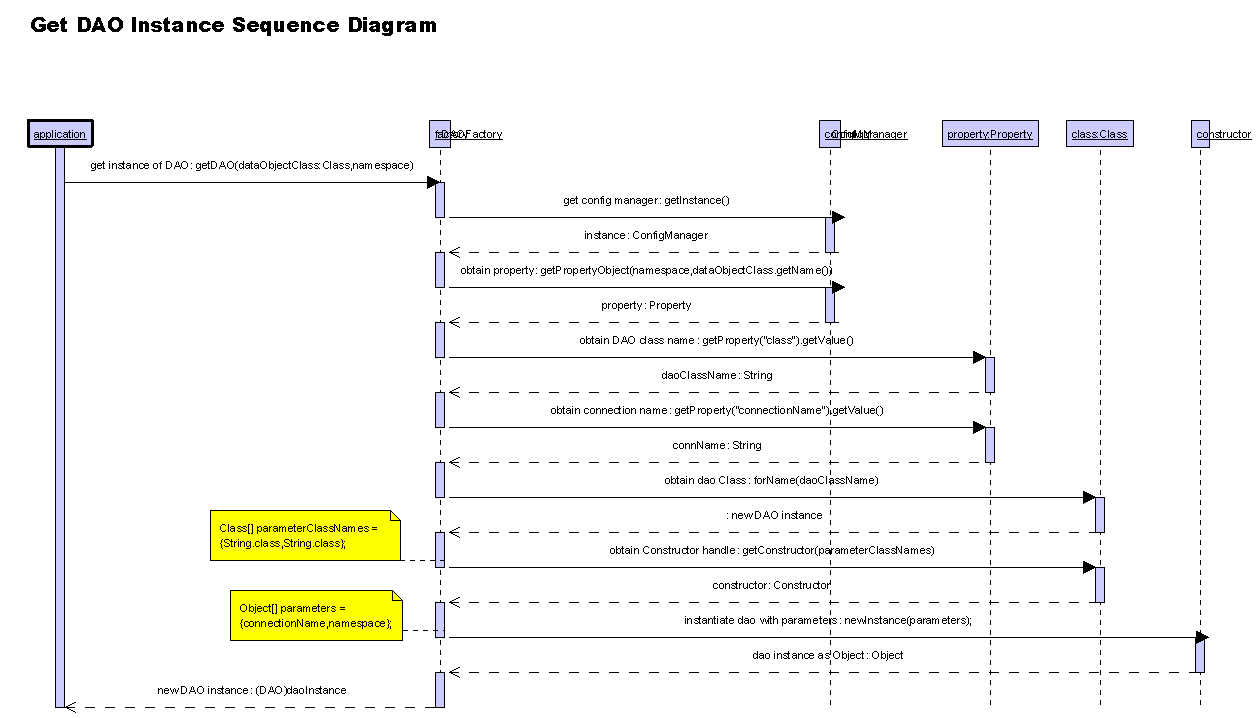 Get DAO Instance Sequence Diagram
application
property:Property
class:Class
constructor
get instance of DAO : getDAO(dataObjectClass:Class,namespace)
get config manager : getInstance()
instance : ConfigManager
obtain property : getPropertyObject(namespace,dataObjectClass.getName())
property : Property
obtain DAO class name : getProperty("class").getValue()
daoClassName : String
obtain connection name : getProperty("connectionName").getValue()
connName : String
obtain dao Class : forName(daoClassName)
: new DAO instance
Class[] parameterClassNames =
{String.class,String.class};
obtain Constructor handle : getConstructor(parameterClassNames)
constructor : Constructor
Object[] parameters =
{connectionName,namespace};
instantiate dao with parameters : newInstance(parameters);
dao instance as Object : Object
new DAO instance : (DAO)daoInstance